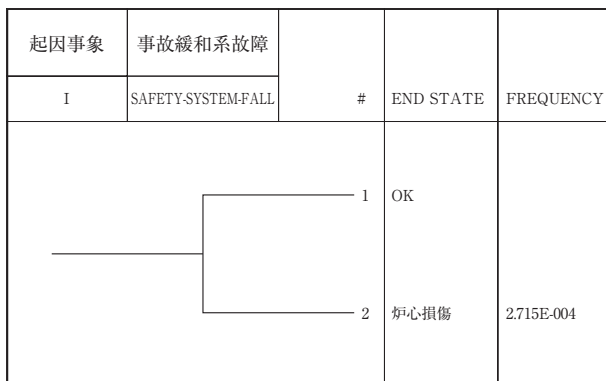 起因事象 事故緩和系故障
I SAFETY-SYSTEM-FALL # END STATE FREQUENCY
1 OK
2 炉心損傷 2.715E-004